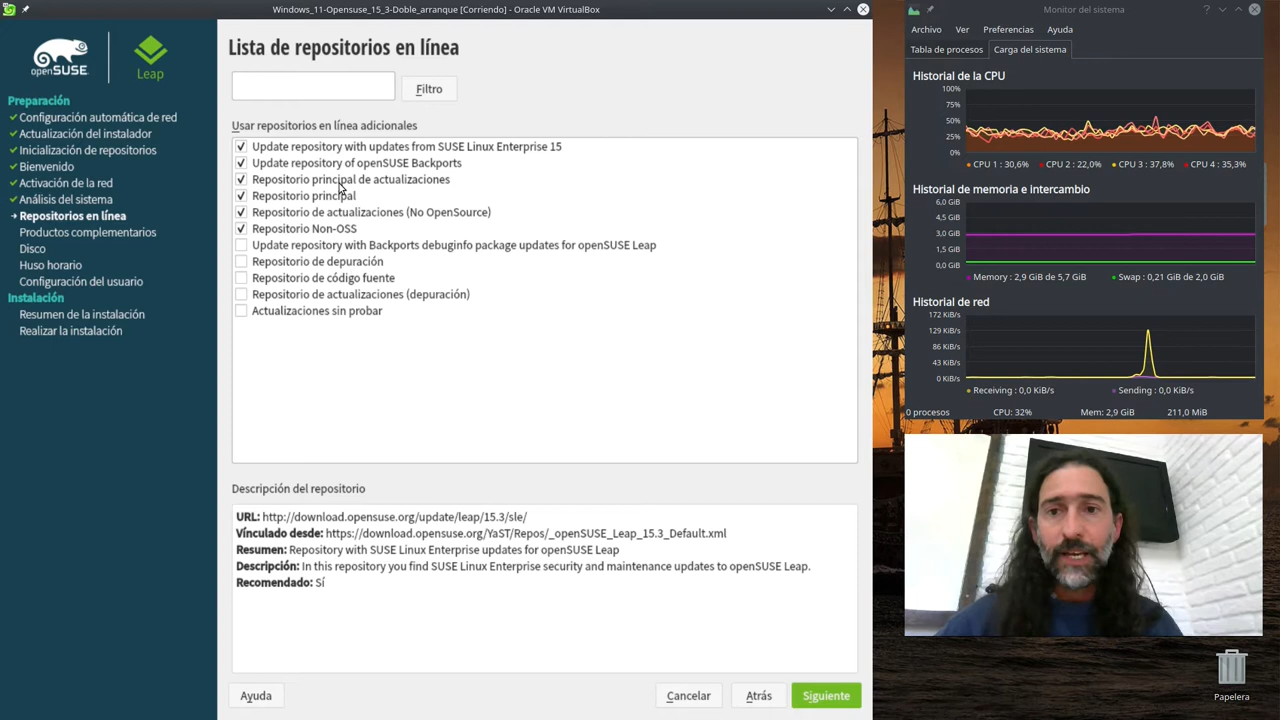 Windows_11-Opensuse_15_3-Doble_arranque [Corriendo] - Oracle VM VirtualBox
openSUSE
Leap
Preparación
Configuración automática de red
Actualización del instalador
Inicialización de repositorios
Bienvenido
Activación de la red
Análisis del sistema
Repositorios en línea
Productos complementarios
Disco
Huso horario
Configuración del usuario
Instalación
Resumen de la instalación
Realizar la instalación
Lista de repositorios en línea
Filtro
Usar repositorios en línea adicionales
Update repository with updates from SUSE Linux Enterprise 15
Update repository of openSUSE Backports
Repositorio principal de actualizaciones
Repositorio principal
Repositorio de actualizaciones (No OpenSource)
Repositorio Non-OSS
Update repository with Backports debuginfo package updates for openSUSE Leap
Repositorio de depuración
Repositorio de código fuente
Repositorio de actualizaciones (depuración)
Actualizaciones sin probar
Descripción del repositorio
URL: http://download.opensuse.org/update/leap/15.3/sle/
Vínculado desde: https://download.opensuse.org/YaST/Repos/_openSUSE_Leap_15.3_Default.xml
Resumen: Repository with SUSE Linux Enterprise updates for openSUSE Leap
Descripción: In this repository you find SUSE Linux Enterprise security and maintenance updates to openSUSE Leap.
Recomendado: Sí
Ayuda
Cancelar
Atrás
Siguiente
Monitor del sistema
Archivo Ver Preferencias Ayuda
Tabla de procesos Carga del sistema
Historial de la CPU
100%
75%
50%
25%
0%
CPU 1 : 30,6% CPU 2 : 22,0% CPU 3 : 37,8% CPU 4 : 35,3%
Historial de memoria e intercambio
6,0 GiB
4,5 GiB
3,0 GiB
1,5 GiB
0,0 GiB
Memory : 2,9 GiB de 5,7 GiB Swap : 0,21 GiB de 2,0 GiB
Historial de red
172 KiB/s
129 KiB/s
86 KiB/s
43 KiB/s
0 KiB/s
Receiving : 0,0 KiB/s Sending : 0,0 KiB/s
0 procesos CPU: 32% Mem: 2,9 GiB 211,0 MiB
Papelera